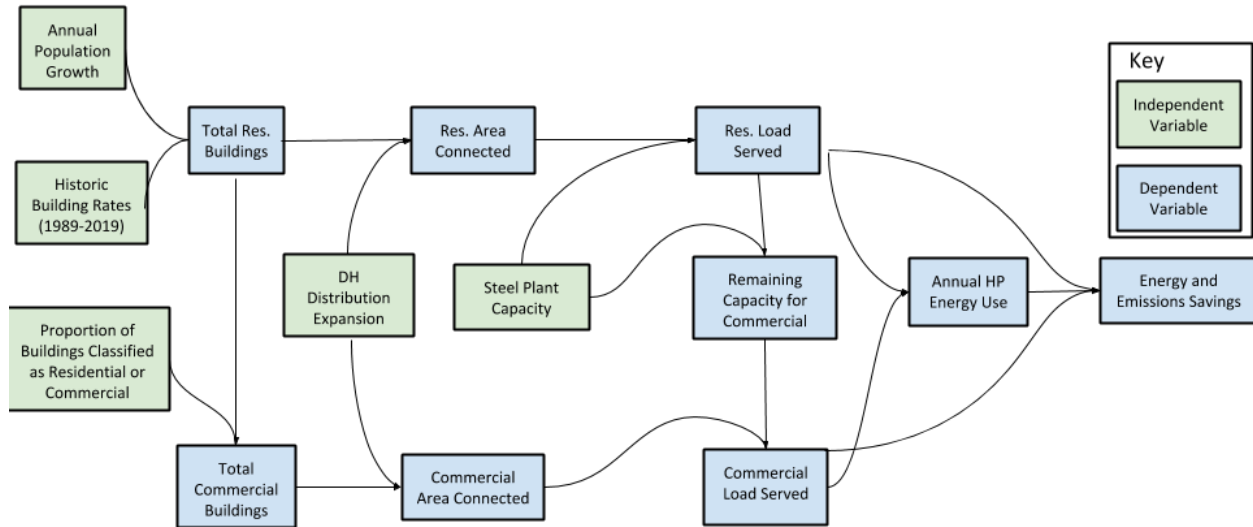 Annual
Population
Growth
Key
Independent
Variable
Total Res.
Buildings
Res. Area
Connected
Res. Load
Served
Historic
Building Rates
(1989-2019)
Dependent
Variable
DH
Distribution
Expansion
Steel Plant
Capacity
Remaining
Capacity for
Commercial
Annual HP
Energy Use
Energy and
Emissions Savings
Proportion of
Buildings Classified
as Residential or
Commercial
Total
Commercial
Buildings
Commercial
Area Connected
Commercial
Load Served